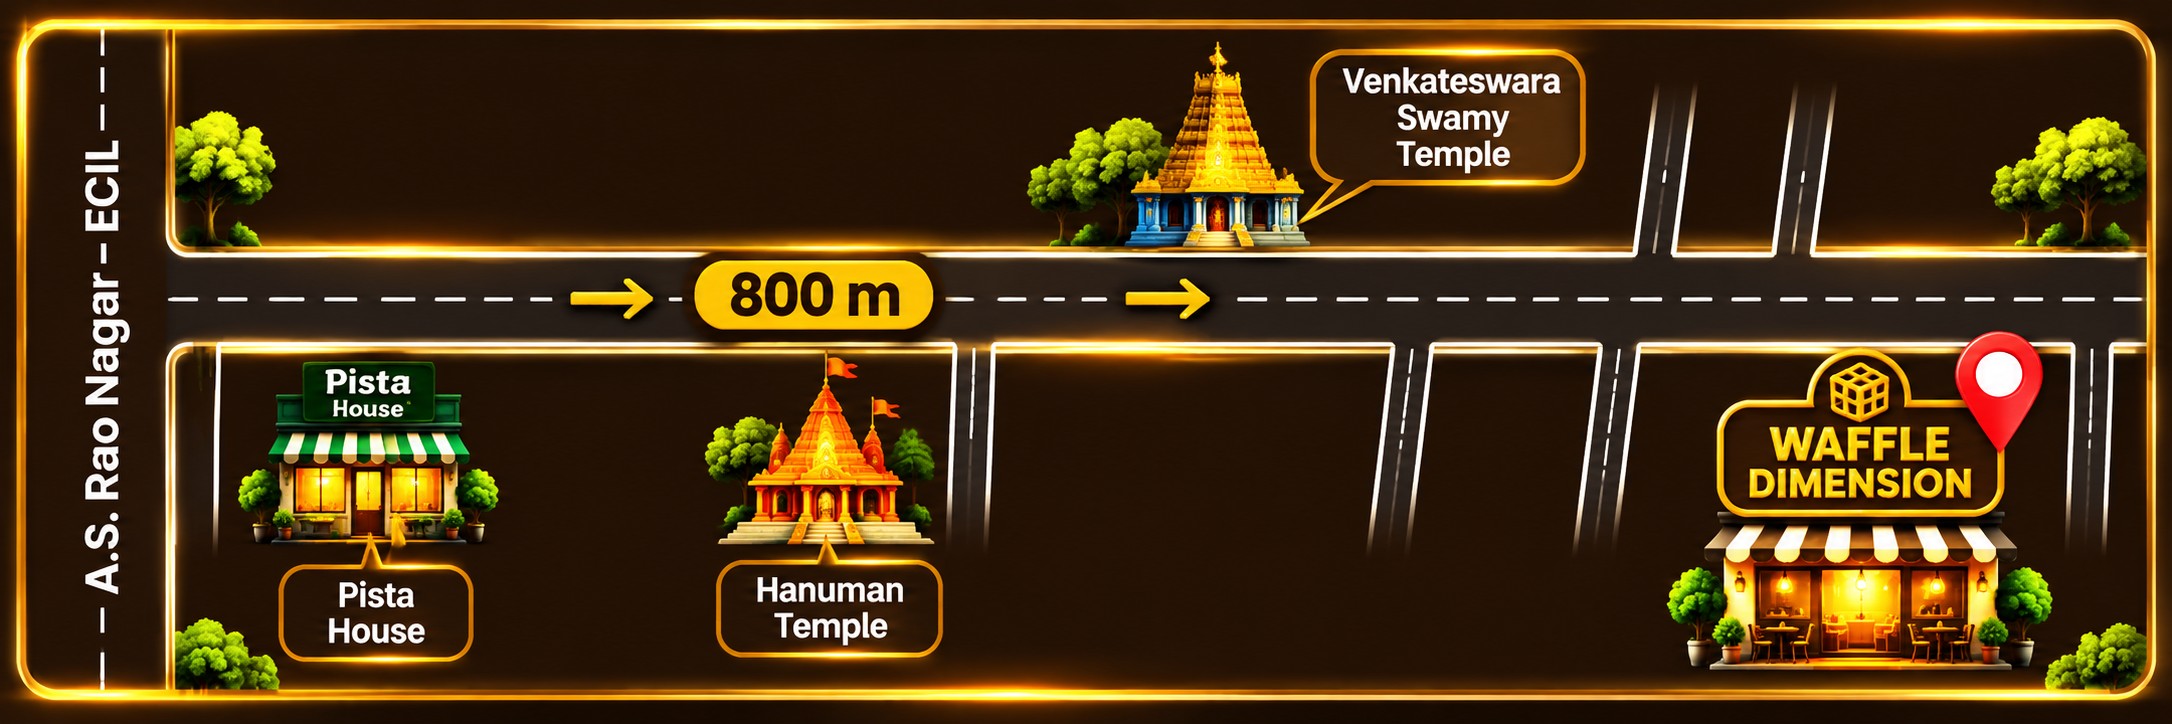 A.S. Rao Nagar – ECIL
Venkateswara
Swamy
Temple
800 m
Pista
House
Pista
House
Hanuman
Temple
WAFFLE
DIMENSION